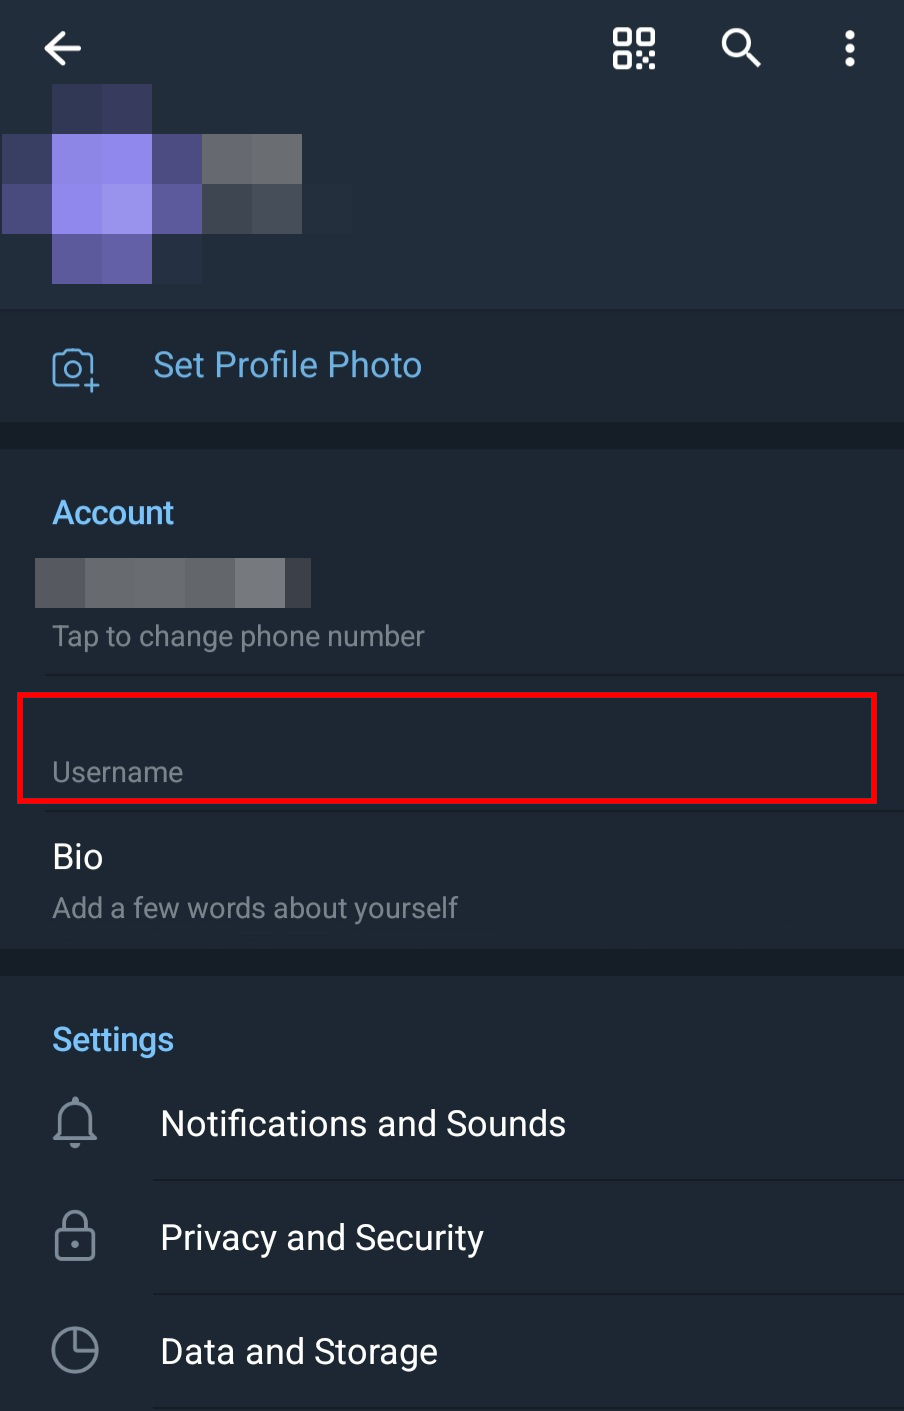 Set Profile Photo
Account
Tap to change phone number
Username
Bio
Add a few words about yourself
Settings
Notifications and Sounds
Privacy and Security
Data and Storage